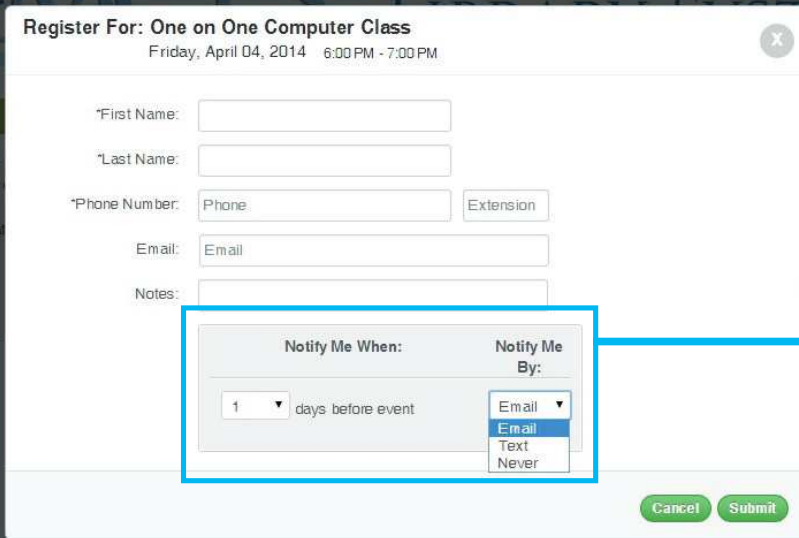 Register For: One on One Computer Class
X
Friday, April 04, 2014 6:00 PM - 7:00 PM
*First Name:
*Last Name:
*Phone Number: Phone Extension
Email: Email
Notes:
Notify Me When: Notify Me
By:
1 days before event Email
Email
Text
Never
Cancel Submit